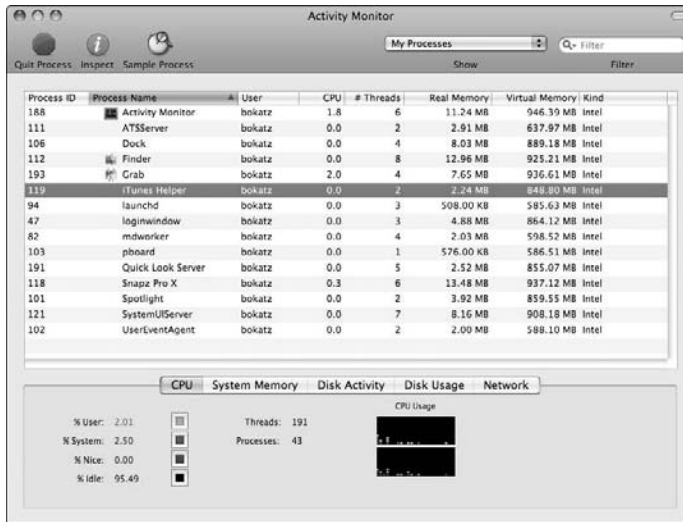 Activity Monitor
Quit Process Inspect Sample Process My Processes Filter
Show Filter
Process ID Process Name User CPU # Threads Real Memory Virtual Memory Kind
188 Activity Monitor bokatz 1.8 6 11.24 MB 946.39 MB Intel
111 ATSServer bokatz 0.0 2 2.91 MB 637.97 MB Intel
106 Dock bokatz 0.0 4 8.03 MB 889.18 MB Intel
112 Finder bokatz 0.0 8 12.96 MB 925.21 MB Intel
193 Grab bokatz 2.0 4 7.65 MB 936.61 MB Intel
119 iTunes Helper bokatz 0.0 2 2.24 MB 848.80 MB Intel
94 launchd bokatz 0.0 3 508.00 KB 585.63 MB Intel
47 loginwindow bokatz 0.0 3 4.88 MB 864.12 MB Intel
82 mdworker bokatz 0.0 4 2.03 MB 598.52 MB Intel
103 pboard bokatz 0.0 1 576.00 KB 586.51 MB Intel
191 Quick Look Server bokatz 0.0 5 2.52 MB 855.07 MB Intel
118 Snapz Pro X bokatz 0.3 6 13.48 MB 937.12 MB Intel
101 Spotlight bokatz 0.0 2 3.92 MB 859.55 MB Intel
121 SystemUIServer bokatz 0.0 7 8.16 MB 908.18 MB Intel
102 UserEventAgent bokatz 0.0 2 2.00 MB 588.10 MB Intel
CPU System Memory Disk Activity Disk Usage Network
CPU Usage
% User: 2.01 Threads: 191
% System: 2.50 Processes: 43
% Nice: 0.00
% Idle: 95.49